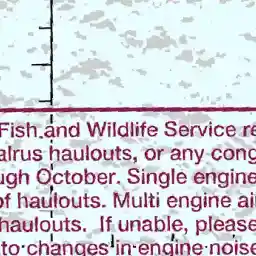 Fish and Wildlife Service re
alrus haulouts, or any cong
ugh October. Single engine
of haulouts. Multi engine ai
haulouts. If unable, please
to changes in engine noise